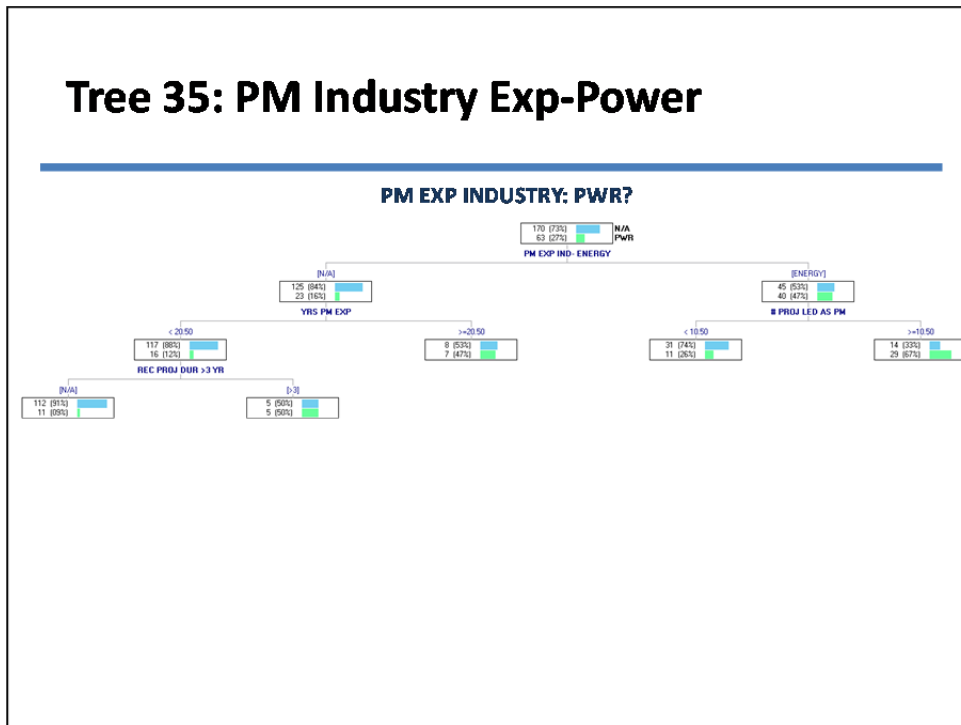 Tree 35: PM Industry Exp-Power
PM EXP INDUSTRY: PWR?
170 (73%) N/A
63 (27%) PWR
PM EXP IND- ENERGY
[N/A] [ENERGY]
125 (84%) 45 (53%)
23 (16%) 40 (47%)
YRS PM EXP # PROJ LED AS PM
< 20.50 >=20.50 < 10.50 >=10.50
117 (88%) 8 (53%) 31 (74%) 14 (33%)
16 (12%) 7 (47%) 11 (26%) 29 (67%)
REC PROJ DUR >3 YR
[N/A] [>3]
112 (91%) 5 (50%)
11 (09%) 5 (50%)